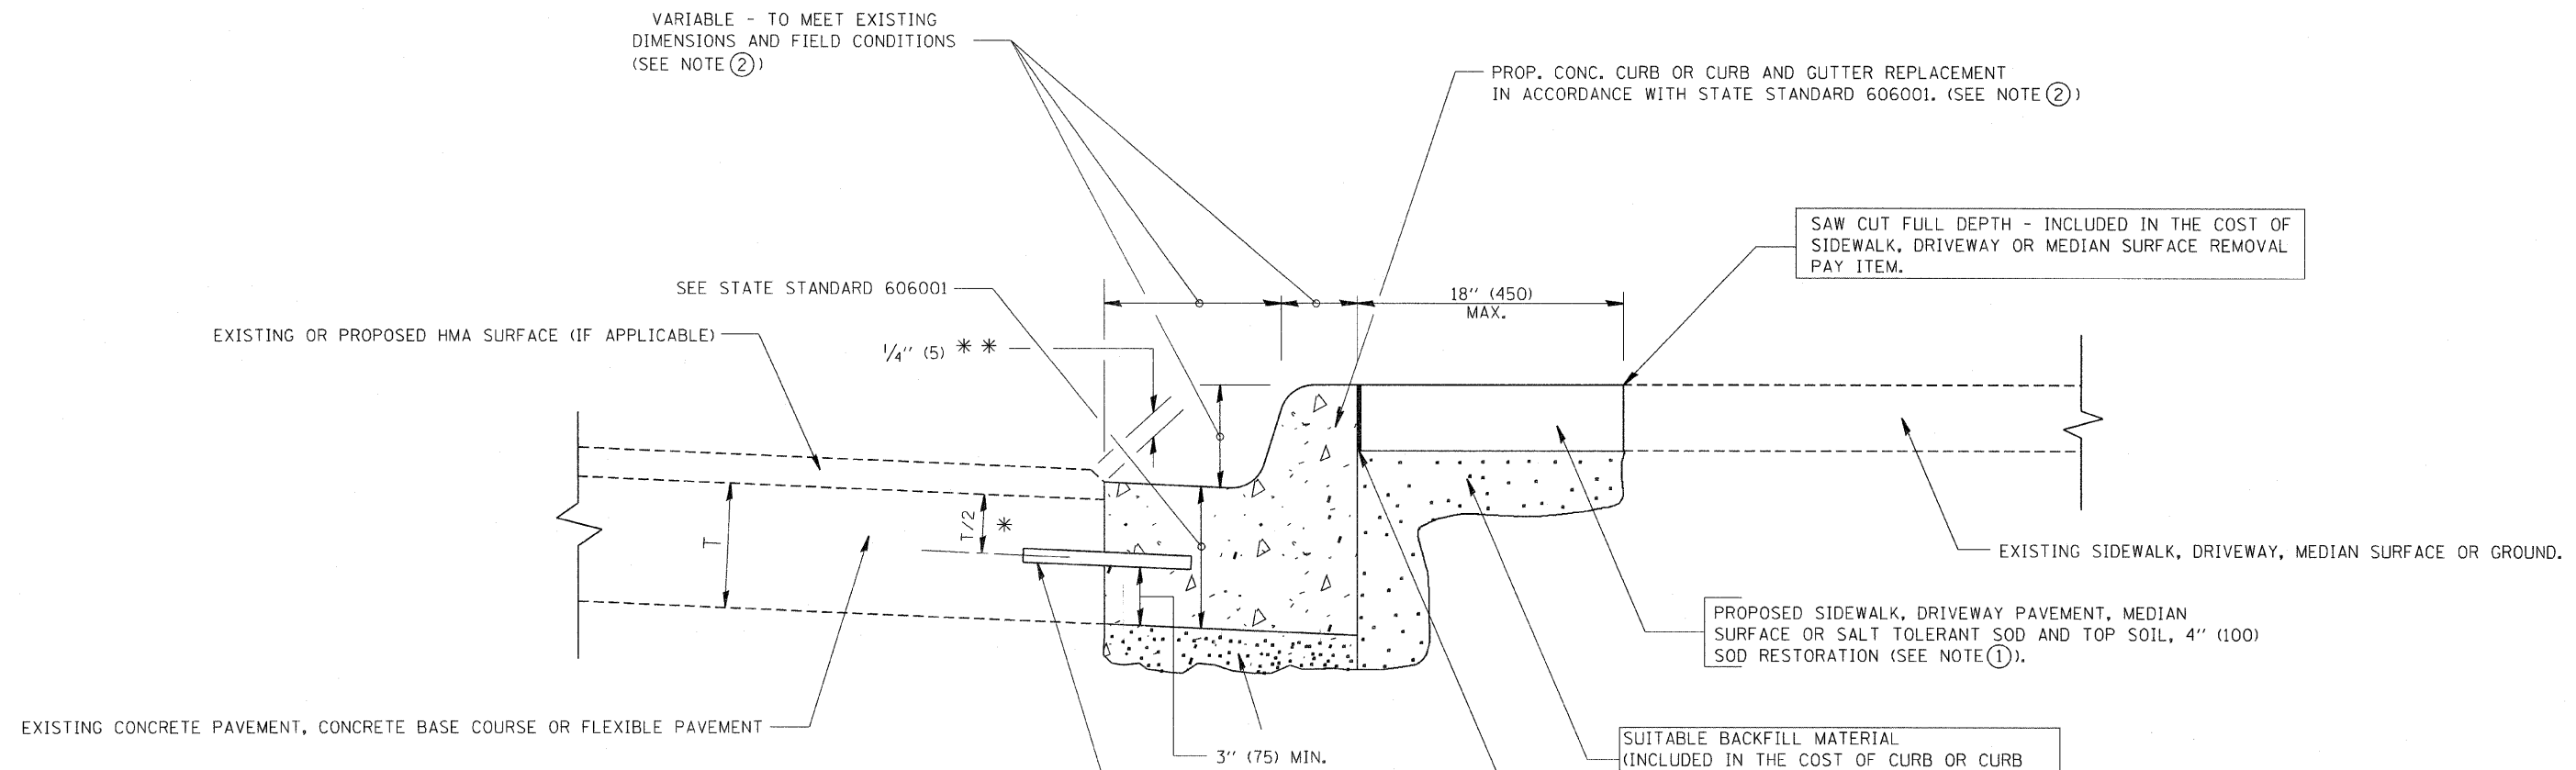 VARIABLE - TO MEET EXISTING
DIMENSIONS AND FIELD CONDITIONS
(SEE NOTE ②)
PROP. CONC. CURB OR CURB AND GUTTER REPLACEMENT
IN ACCORDANCE WITH STATE STANDARD 606001. (SEE NOTE ②)
SAW CUT FULL DEPTH - INCLUDED IN THE COST OF
SIDEWALK, DRIVEWAY OR MEDIAN SURFACE REMOVAL
PAY ITEM.
SEE STATE STANDARD 606001
18'' (450)
MAX.
EXISTING OR PROPOSED HMA SURFACE (IF APPLICABLE)
1/4'' (5) * *
T
T/2
*
EXISTING SIDEWALK, DRIVEWAY, MEDIAN SURFACE OR GROUND.
PROPOSED SIDEWALK, DRIVEWAY PAVEMENT, MEDIAN
SURFACE OR SALT TOLERANT SOD AND TOP SOIL, 4'' (100)
SOD RESTORATION (SEE NOTE ①).
EXISTING CONCRETE PAVEMENT, CONCRETE BASE COURSE OR FLEXIBLE PAVEMENT
3'' (75) MIN.
SUITABLE BACKFILL MATERIAL
(INCLUDED IN THE COST OF CURB OR CURB